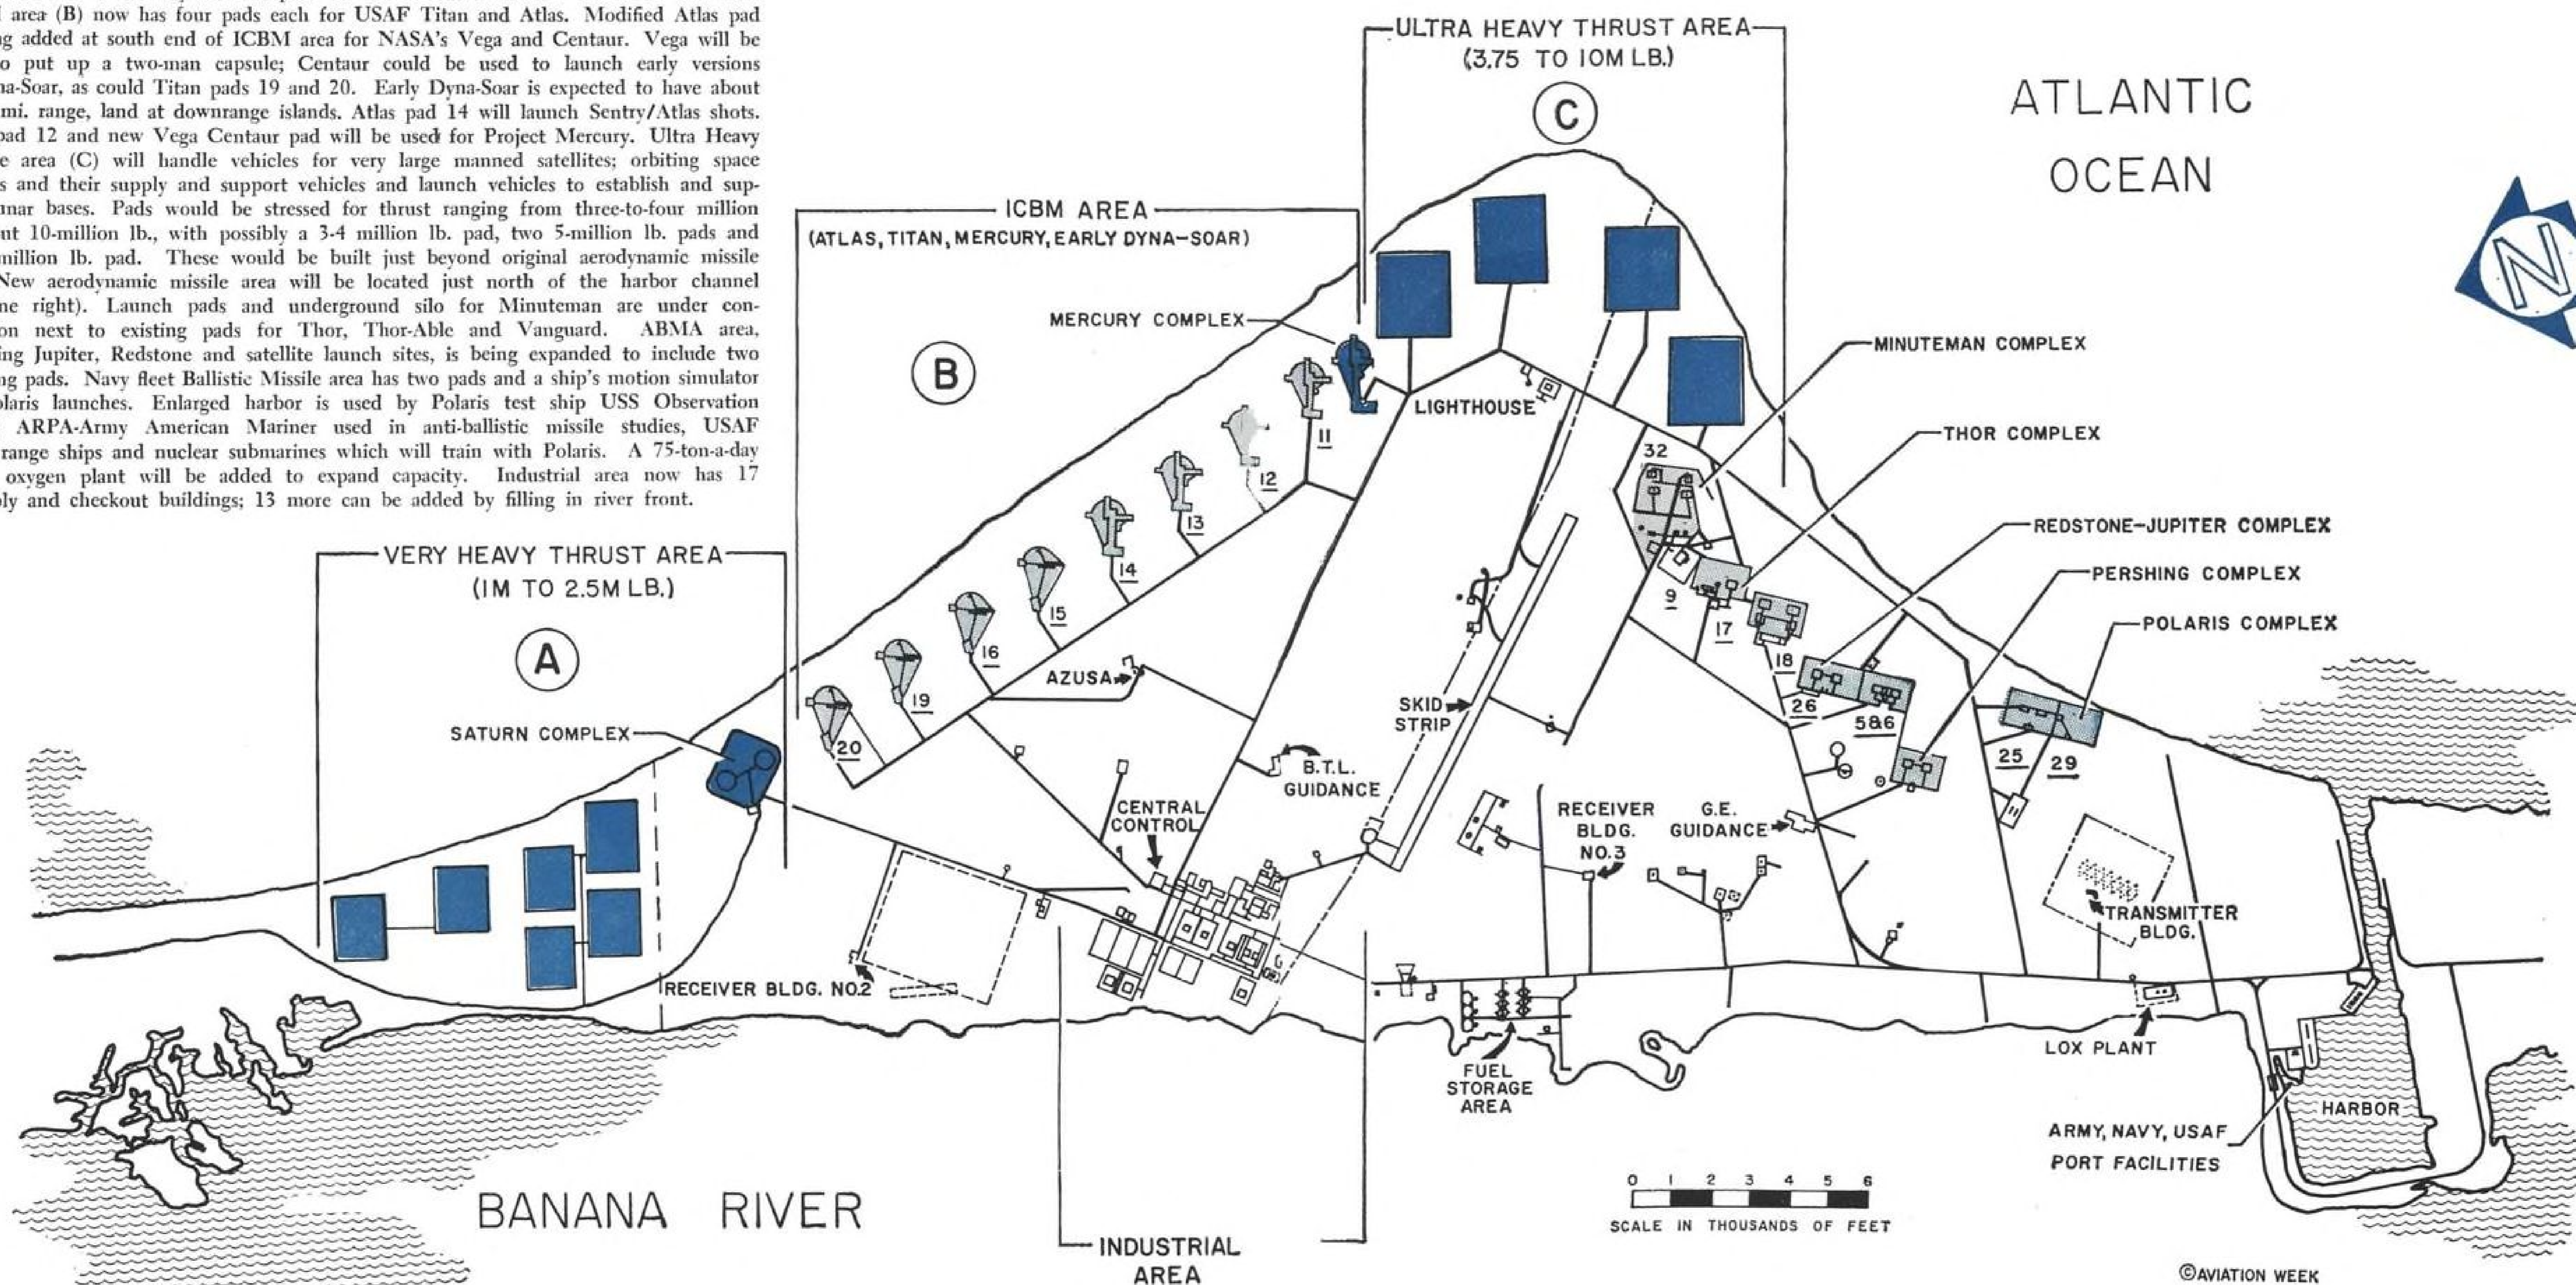 area (B) now has four pads each for USAF Titan and Atlas. Modified Atlas pad
added at south end of ICBM area for NASA's Vega and Centaur. Vega will be
put up a two-man capsule; Centaur could be used to launch early versions
-Soar, as could Titan pads 19 and 20. Early Dyna-Soar is expected to have about
mi. range, land at downrange islands. Atlas pad 14 will launch Sentry/Atlas shots.
pad 12 and new Vega Centaur pad will be used for Project Mercury. Ultra Heavy
area (C) will handle vehicles for very large manned satellites; orbiting space
and their supply and support vehicles and launch vehicles to establish and sup-
bases. Pads would be stressed for thrust ranging from three-to-four million
10-million lb., with possibly a 3-4 million lb. pad, two 5-million lb. pads and
million lb. pad. These would be built just beyond original aerodynamic missile
New aerodynamic missile area will be located just north of the harbor channel
right). Launch pads and underground silo for Minuteman are under con-
next to existing pads for Thor, Thor-Able and Vanguard. ABMA area,
ing Jupiter, Redstone and satellite launch sites, is being expanded to include two
pads. Navy fleet Ballistic Missile area has two pads and a ship's motion simulator
launches. Enlarged harbor is used by Polaris test ship USS Observation
ARPA-Army American Mariner used in anti-ballistic missile studies, USAF
range ships and nuclear submarines which will train with Polaris. A 75-ton-a-day
oxygen plant will be added to expand capacity. Industrial area now has 17
and checkout buildings; 13 more can be added by filling in river front.
ULTRA HEAVY THRUST AREA
(3.75 TO 10M LB.)
C
ATLANTIC
OCEAN
N
ICBM AREA
(ATLAS, TITAN, MERCURY, EARLY DYNA-SOAR)
MERCURY COMPLEX
B
MINUTEMAN COMPLEX
LIGHTHOUSE
THOR COMPLEX
11
32
12
13
REDSTONE-JUPITER COMPLEX
VERY HEAVY THRUST AREA
(1M TO 2.5M LB.)
14
PERSHING COMPLEX
9
15
POLARIS COMPLEX
17
A
16
18
AZUSA
19
SKID
STRIP
26
5&6
SATURN COMPLEX
20
25
29
B.T.L.
GUIDANCE
CENTRAL
CONTROL
RECEIVER
BLDG.
NO.3
G.E.
GUIDANCE
TRANSMITTER
BLDG.
RECEIVER BLDG. NO.2
LOX PLANT
FUEL
STORAGE
AREA
HARBOR
ARMY, NAVY, USAF
PORT FACILITIES
BANANA RIVER
0 1 2 3 4 5 6
SCALE IN THOUSANDS OF FEET
INDUSTRIAL
AREA
©AVIATION WEEK